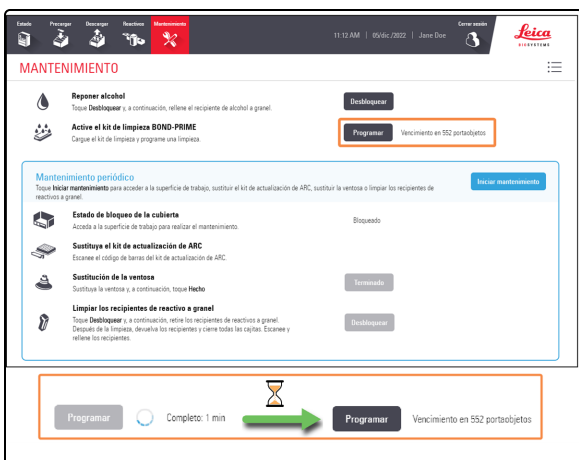 Estado Precargar Descargar Reactivos Mantenimiento
11:12 AM | 05/dic./2022 | Jane Doe
Cerrar sesión
Leica
BIOSYSTEMS
MANTENIMIENTO
Reponer alcohol
Toque Desbloquear y, a continuación, rellene el recipiente de alcohol a granel.
Desbloquear
Active el kit de limpieza BOND-PRIME
Cargue el kit de limpieza y programe una limpieza.
Programar Vencimiento en 552 portaobjetos
Mantenimiento periódico
Toque Iniciar mantenimiento para acceder a la superficie de trabajo, sustituir el kit de actualización de ARC, sustituir la ventosa o limpiar los recipientes de
reactivos a granel.
Iniciar mantenimiento
Estado de bloqueo de la cubierta
Acceda a la superficie de trabajo para realizar el mantenimiento.
Bloqueado
Sustituya el kit de actualización de ARC
Escanee el código de barras del kit de actualización de ARC.
Sustitución de la ventosa
Sustituya la ventosa y, a continuación, toque Hecho
Terminado
Limpiar los recipientes de reactivo a granel
Toque Desbloquear y, a continuación, retire los recipientes de reactivos a granel.
Después de la limpieza, devuelva los recipientes y cierre todas las cajitas. Escanee y
rellene los recipientes.
Desbloquear
Programar Completo: 1 min Programar Vencimiento en 552 portaobjetos